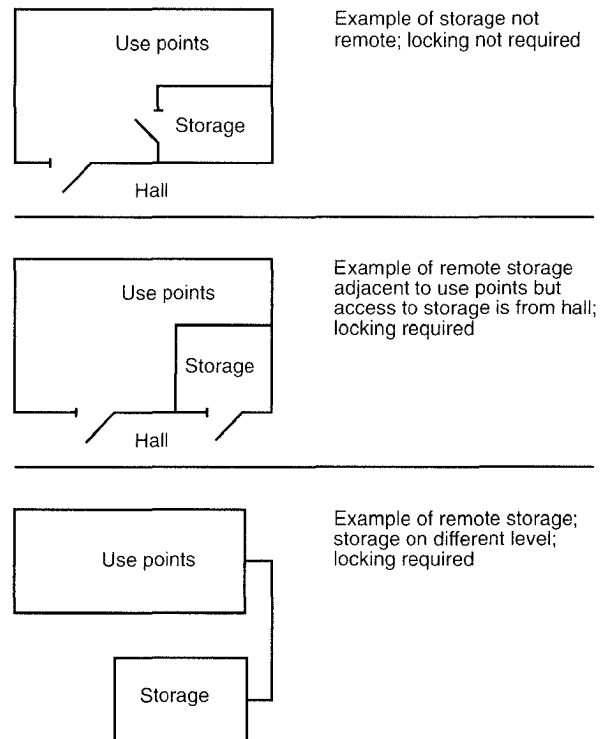 Use points
Storage
Hall
Example of storage not
remote; locking not required
Use points
Storage
Hall
Example of remote storage
adjacent to use points but
access to storage is from hall;
locking required
Use points
Storage
Example of remote storage;
storage on different level;
locking required